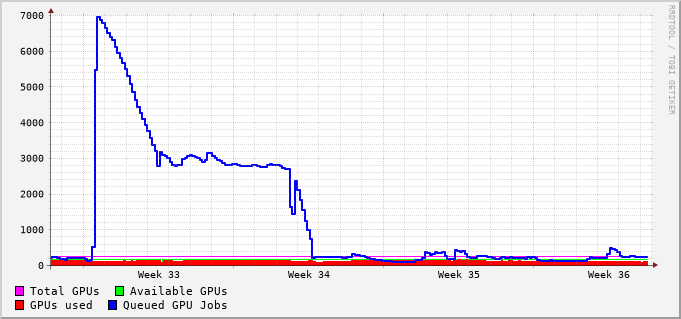 7000
6000
5000
4000
3000
2000
1000
0
Week 33 Week 34 Week 35 Week 36
Total GPUs Available GPUs
GPUs used Queued GPU Jobs
RRDTOOL / TOBI OETIKER